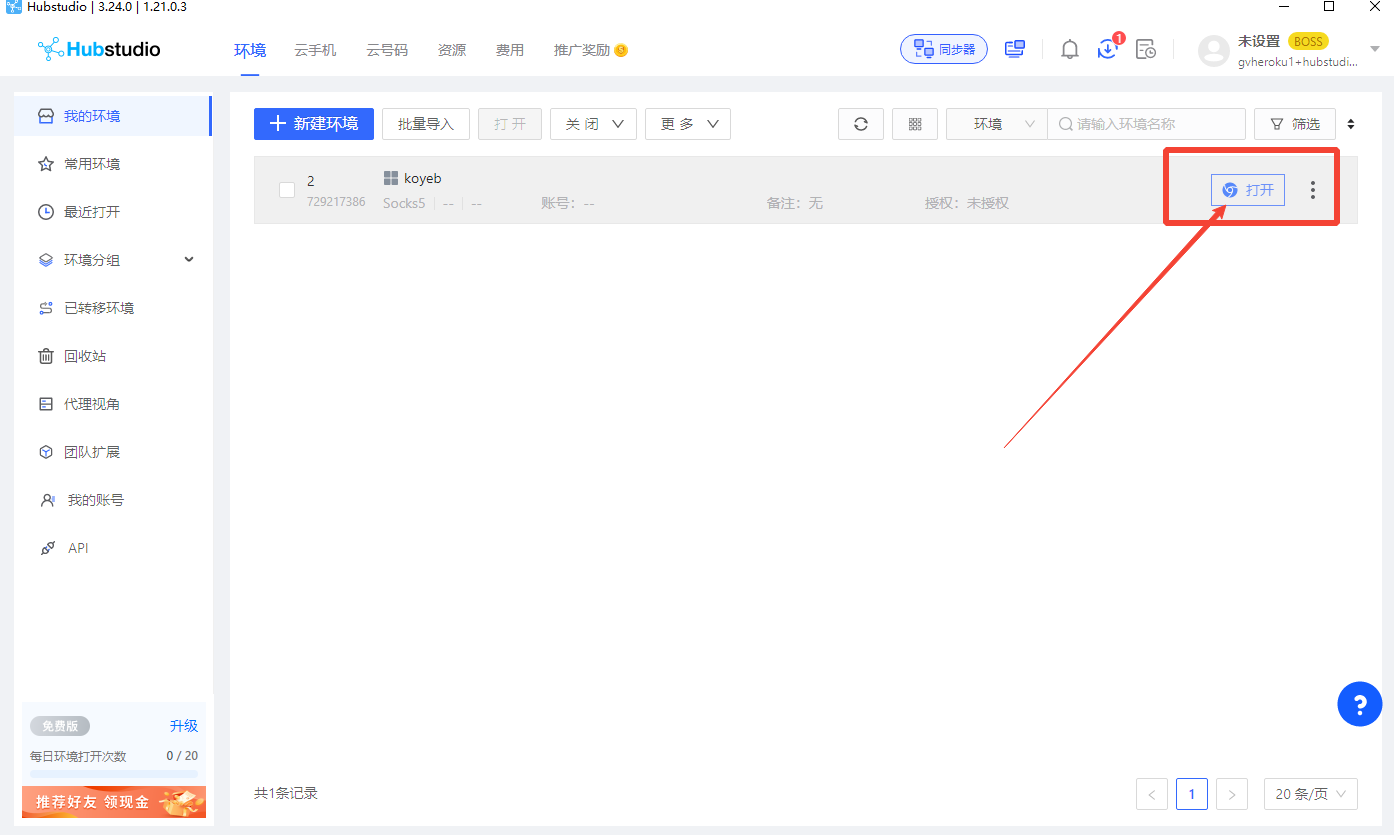 Hubstudio | 3.24.0 | 1.21.0.3
Hubstudio
环境 云手机 云号码 资源 费用 推广奖励
同步器
1
未设置 BOSS
gvheroku1+hubstudi...
我的环境
常用环境
最近打开
环境分组
已转移环境
回收站
代理视角
团队扩展
我的账号
API
免费版 升级
每日环境打开次数 0 / 20
推荐好友 领现金
新建环境 批量导入 打 开 关 闭 更 多 环境 请输入环境名称 筛选
2 koyeb
729217386 Socks5 -- -- 账号：-- 备注：无 授权：未授权
打开
?
共1条记录 < 1 > 20 条/页